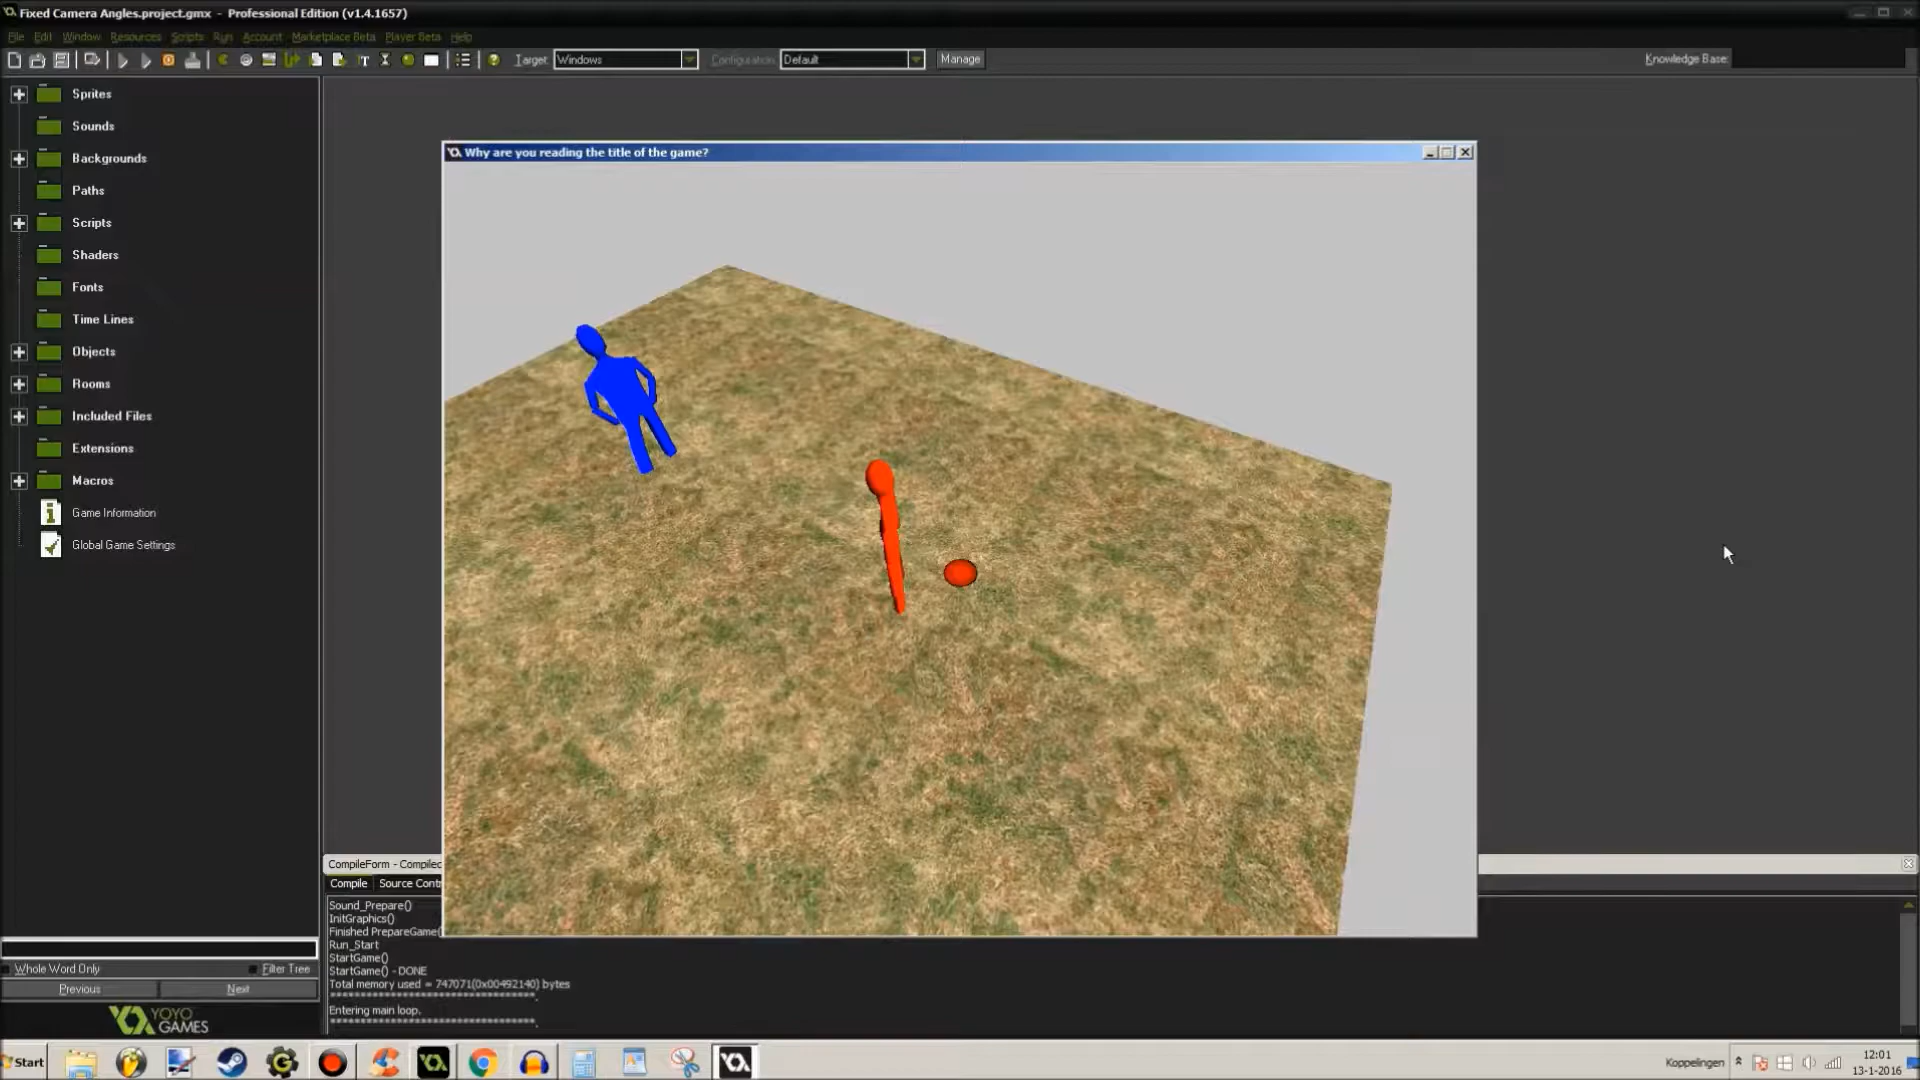 Fixed Camera Angles.project.gmx - Professional Edition (v1.4.1657)
File Edit Window Resources Scripts Run Account Marketplace Beta Player Beta Help
Target: Windows Configuration: Default Manage Knowledge Base:
Sprites
Sounds
Backgrounds
Paths
Scripts
Shaders
Fonts
Time Lines
Objects
Rooms
Included Files
Extensions
Macros
Game Information
Global Game Settings
Why are you reading the title of the game?
CompileForm - Compiled
Compile Source Contr
Sound_Prepare()
InitGraphics()
Finished PrepareGame()
Run_Start
StartGame()
StartGame() - DONE
Total memory used = 747071(0x00492140) bytes
***********************************.
Entering main loop.
***********************************.
Whole Word Only Filter Tree
Previous Next
YOYO
GAMES
Start
Koppelingen
12:01
13-1-2016